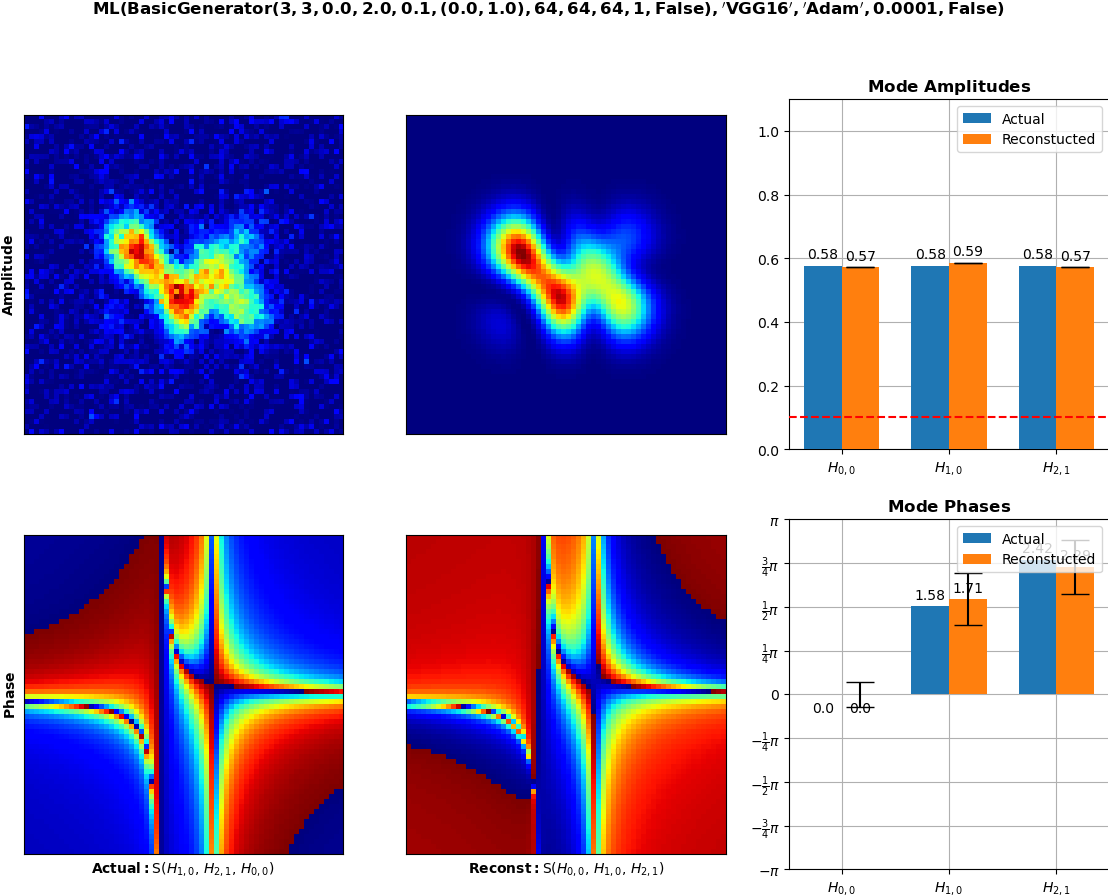 ML(BasicGenerator(3, 3, 0.0, 2.0, 0.1, (0.0, 1.0), 64, 64, 64, 1, False), ′VGG16′, ′Adam′, 0.0001, False)
Amplitude
Mode Amplitudes
Actual
Reconstucted
1.0
0.8
0.6
0.4
0.2
0.0
0.58 0.57 0.58 0.59 0.58 0.57
H0,0 H1,0 H2,1
Phase
Actual: S(H1,0, H2,1, H0,0)
Reconst: S(H0,0, H1,0, H2,1)
Mode Phases
Actual
Reconstucted
π
3/4π
1/2π
1/4π
0
−1/4π
−1/2π
−3/4π
−π
0.0 0.0 1.58 1.71 2.42
H0,0 H1,0 H2,1